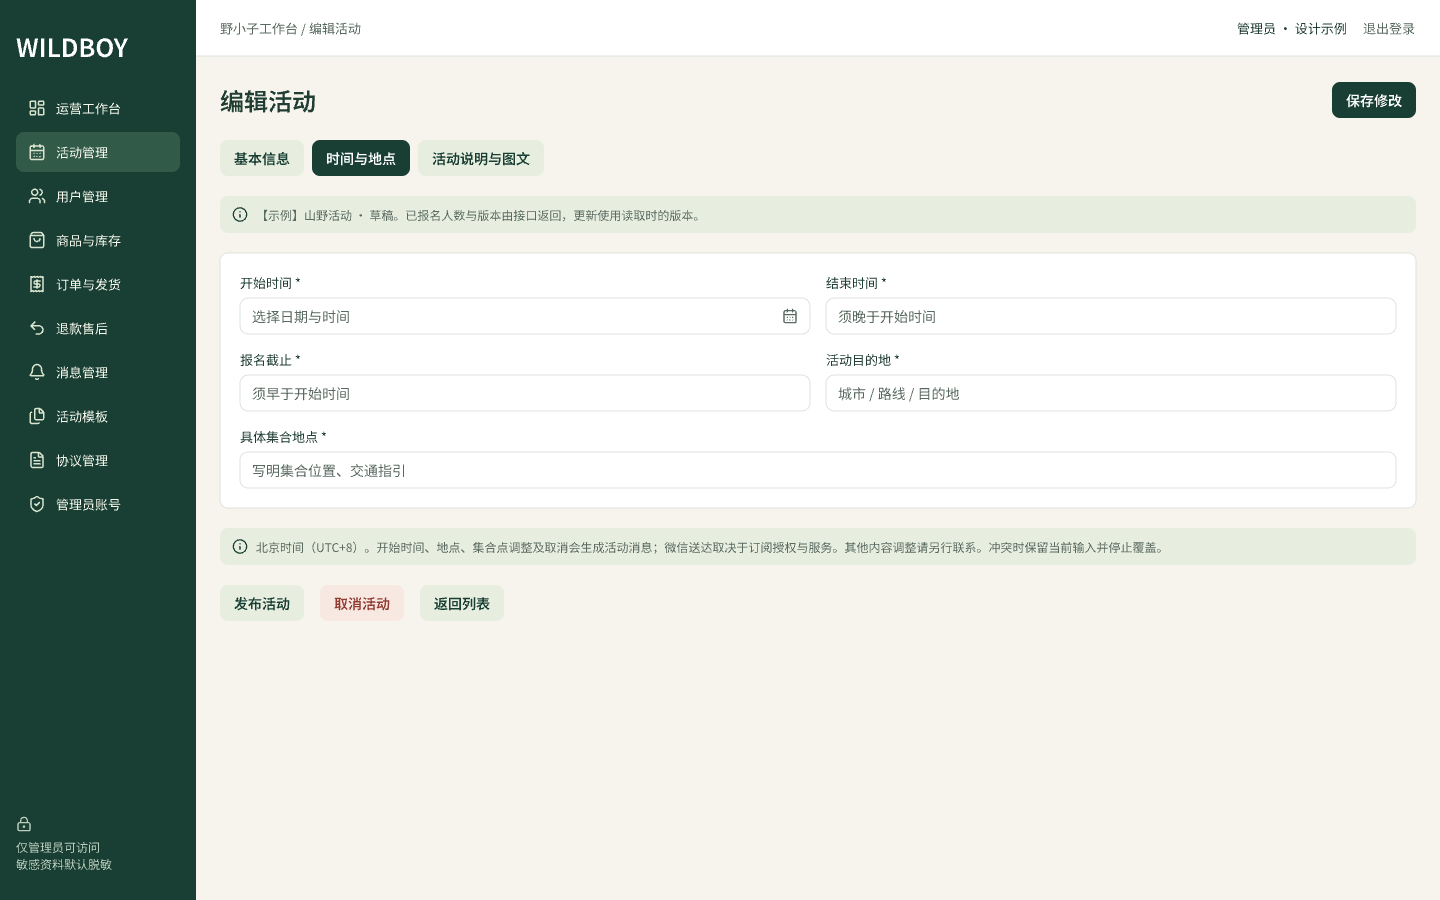 WILDBOY
运营工作台
活动管理
用户管理
商品与库存
订单与发货
退款售后
消息管理
活动模板
协议管理
管理员账号
仅管理员可访问
敏感资料默认脱敏
野小子工作台 / 编辑活动
管理员 · 设计示例
退出登录
编辑活动
保存修改
基本信息
时间与地点
活动说明与图文
【示例】山野活动 · 草稿。已报名人数与版本由接口返回，更新使用读取时的版本。
开始时间 *
选择日期与时间
结束时间 *
须晚于开始时间
报名截止 *
须早于开始时间
活动目的地 *
城市 / 路线 / 目的地
具体集合地点 *
写明集合位置、交通指引
北京时间（UTC+8）。开始时间、地点、集合点调整及取消会生成活动消息；微信送达取决于订阅授权与服务。其他内容调整请另行联系。冲突时保留当前输入并停止覆盖。
发布活动
取消活动
返回列表